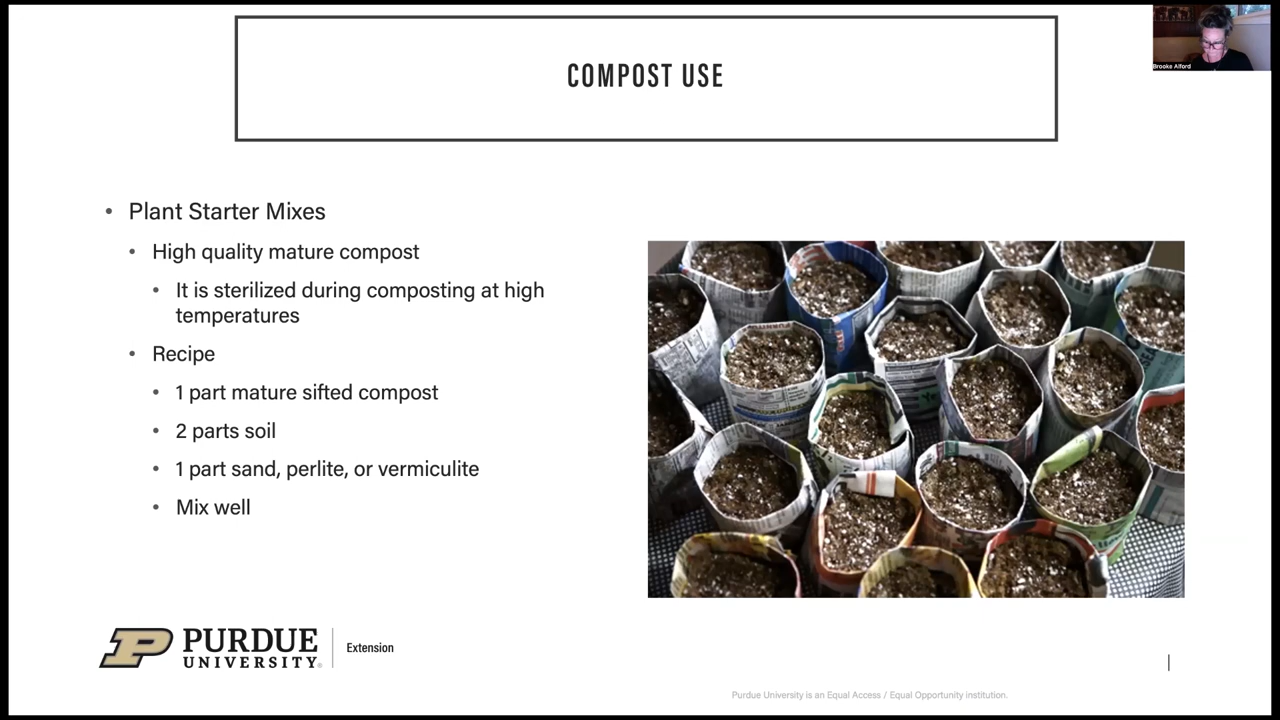 COMPOST USE
Brooke Alford
• Plant Starter Mixes
• High quality mature compost
• It is sterilized during composting at high
temperatures
• Recipe
• 1 part mature sifted compost
• 2 parts soil
• 1 part sand, perlite, or vermiculite
• Mix well
PURDUE
UNIVERSITY®
Extension
Purdue University is an Equal Access / Equal Opportunity institution.